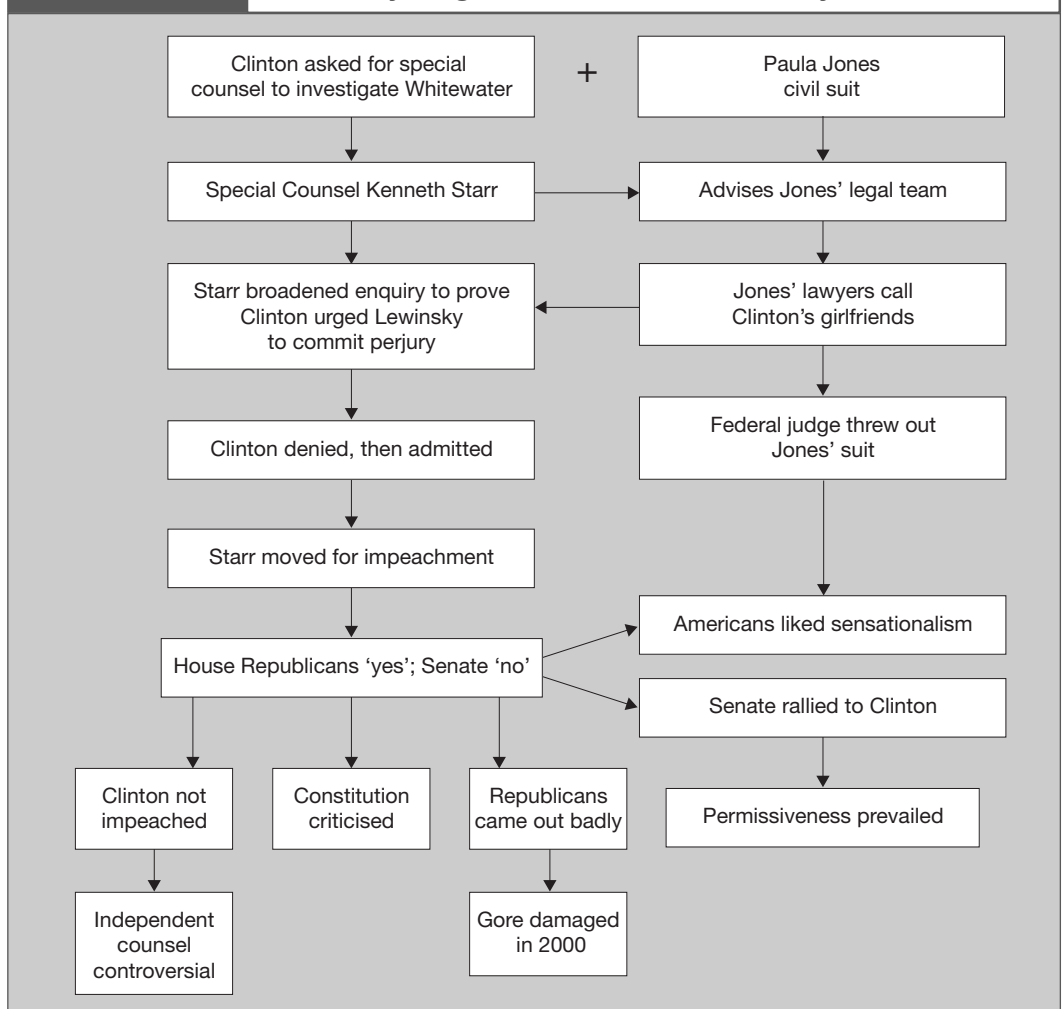 Clinton asked for special
counsel to investigate Whitewater
+
Paula Jones
civil suit
Special Counsel Kenneth Starr
Advises Jones’ legal team
Starr broadened enquiry to prove
Clinton urged Lewinsky
to commit perjury
Jones’ lawyers call
Clinton’s girlfriends
Clinton denied, then admitted
Federal judge threw out
Jones’ suit
Starr moved for impeachment
Americans liked sensationalism
House Republicans ‘yes’; Senate ‘no’
Senate rallied to Clinton
Clinton not
impeached
Constitution
criticised
Republicans
came out badly
Permissiveness prevailed
Independent
counsel
controversial
Gore damaged
in 2000